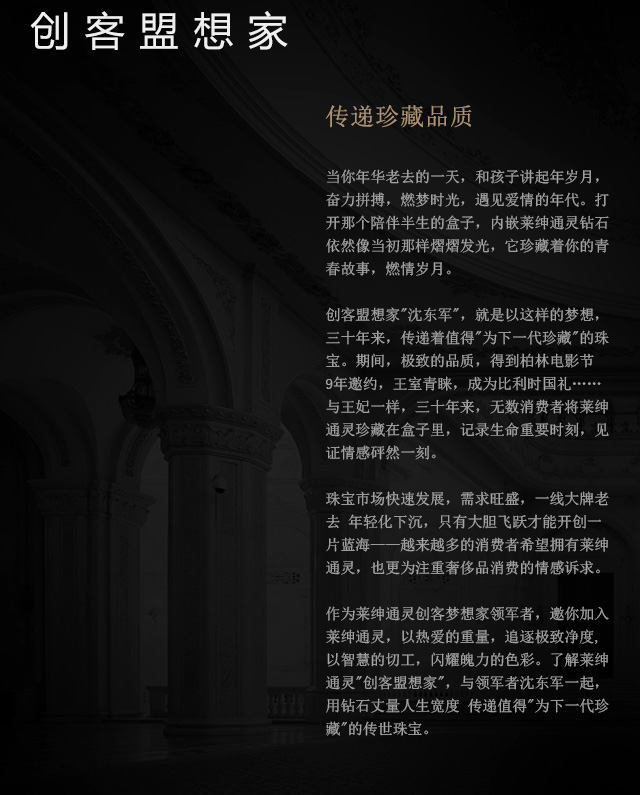 创客盟想家
传递珍藏品质
当你年华老去的一天，和孩子讲起年岁月，
奋力拼搏，燃梦时光，遇见爱情的年代。打
开那个陪伴半生的盒子，内嵌莱绅通灵钻石
依然像当初那样熠熠发光，它珍藏着你的青
春故事，燃情岁月。
创客盟想家"沈东军"，就是以这样的梦想，
三十年来，传递着值得"为下一代珍藏"的珠
宝。期间，极致的品质，得到柏林电影节
9年邀约，王室青睐，成为比利时国礼……
与王妃一样，三十年来，无数消费者将莱绅
通灵珍藏在盒子里，记录生命重要时刻，见
证情感砰然一刻。
珠宝市场快速发展，需求旺盛，一线大牌老
去 年轻化下沉，只有大胆飞跃才能开创一
片蓝海——越来越多的消费者希望拥有莱绅
通灵，也更为注重奢侈品消费的情感诉求。
作为莱绅通灵创客梦想家领军者，邀你加入
莱绅通灵，以热爱的重量，追逐极致净度，
以智慧的切工，闪耀魄力的色彩。了解莱绅
通灵"创客盟想家"，与领军者沈东军一起，
用钻石丈量人生宽度 传递值得"为下一代珍
藏"的传世珠宝。